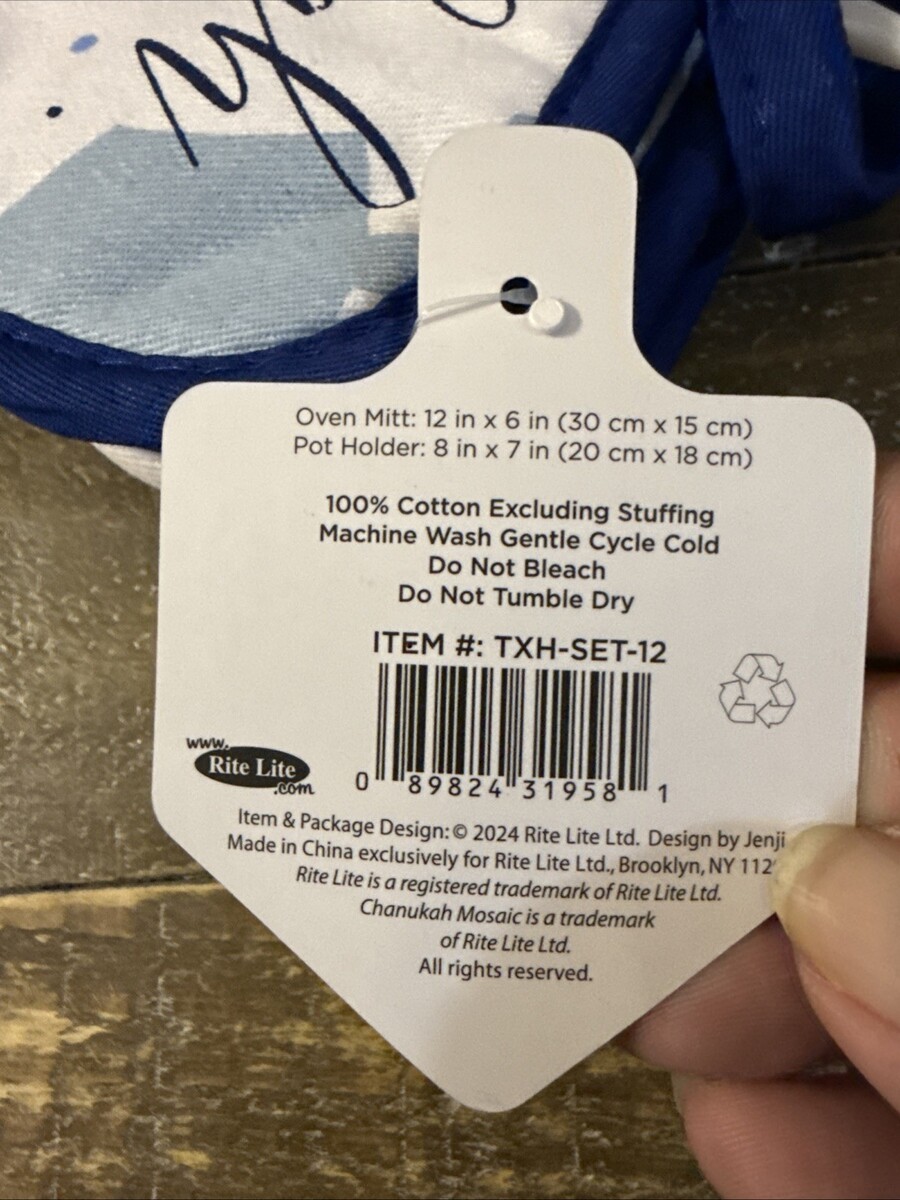 Oven Mitt: 12 in x 6 in (30 cm x 15 cm)
Pot Holder: 8 in x 7 in (20 cm x 18 cm)
100% Cotton Excluding Stuffing
Machine Wash Gentle Cycle Cold
Do Not Bleach
Do Not Tumble Dry
ITEM #: TXH-SET-12
0 89824 31958 1
www.
Rite Lite
.com
Item & Package Design: © 2024 Rite Lite Ltd. Design by Jenji
Made in China exclusively for Rite Lite Ltd., Brooklyn, NY
Rite Lite is a registered trademark of Rite Lite Ltd.
Chanukah Mosaic is a trademark
of Rite Lite Ltd.
All rights reserved.